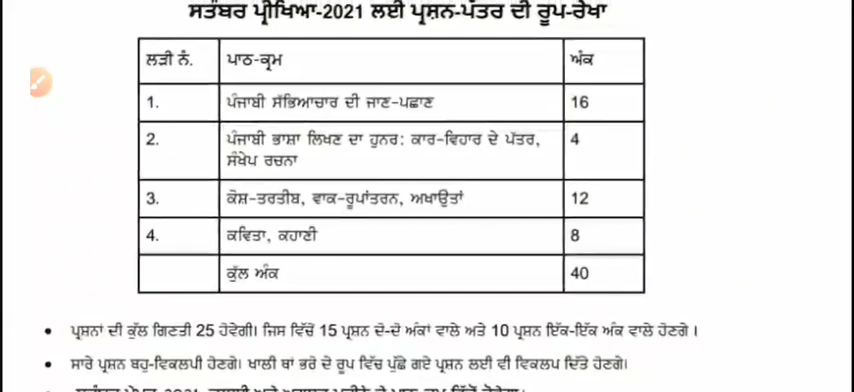 ਸਤੰਬਰ ਪ੍ਰੀਖਿਆ-2021 ਲਈ ਪ੍ਰਸ਼ਨ-ਪੱਤਰ ਦੀ ਰੂਪ-ਰੇਖਾ
ਲੜੀ ਨੰ. ਪਾਠ-ਕ੍ਰਮ ਅੰਕ
1. ਪੰਜਾਬੀ ਸੱਭਿਆਚਾਰ ਦੀ ਜਾਣ-ਪਛਾਣ 16
2. ਪੰਜਾਬੀ ਭਾਸ਼ਾ ਲਿਖਣ ਦਾ ਹੁਨਰ: ਕਾਰ-ਵਿਹਾਰ ਦੇ ਪੱਤਰ, 4
ਸੰਖੇਪ ਰਚਨਾ
3. ਕੋਸ਼-ਤਰਤੀਬ, ਵਾਕ-ਰੂਪਾਂਤਰਨ, ਅਖਾਉਤਾਂ 12
4. ਕਵਿਤਾ, ਕਹਾਣੀ 8
ਕੁੱਲ ਅੰਕ 40
• ਪ੍ਰਸ਼ਨਾਂ ਦੀ ਕੁੱਲ ਗਿਣਤੀ 25 ਹੋਵੇਗੀ। ਜਿਸ ਵਿੱਚੋਂ 15 ਪ੍ਰਸ਼ਨ ਦੋ-ਦੋ ਅੰਕਾਂ ਵਾਲੇ ਅਤੇ 10 ਪ੍ਰਸ਼ਨ ਇੱਕ-ਇੱਕ ਅੰਕ ਵਾਲੇ ਹੋਣਗੇ ।
• ਸਾਰੇ ਪ੍ਰਸ਼ਨ ਬਹੁ-ਵਿਕਲਪੀ ਹੋਣਗੇ। ਖਾਲੀ ਥਾਂ ਭਰੋ ਦੇ ਰੂਪ ਵਿੱਚ ਪੁੱਛੇ ਗਏ ਪ੍ਰਸ਼ਨ ਲਈ ਵੀ ਵਿਕਲਪ ਦਿੱਤੇ ਹੋਣਗੇ।